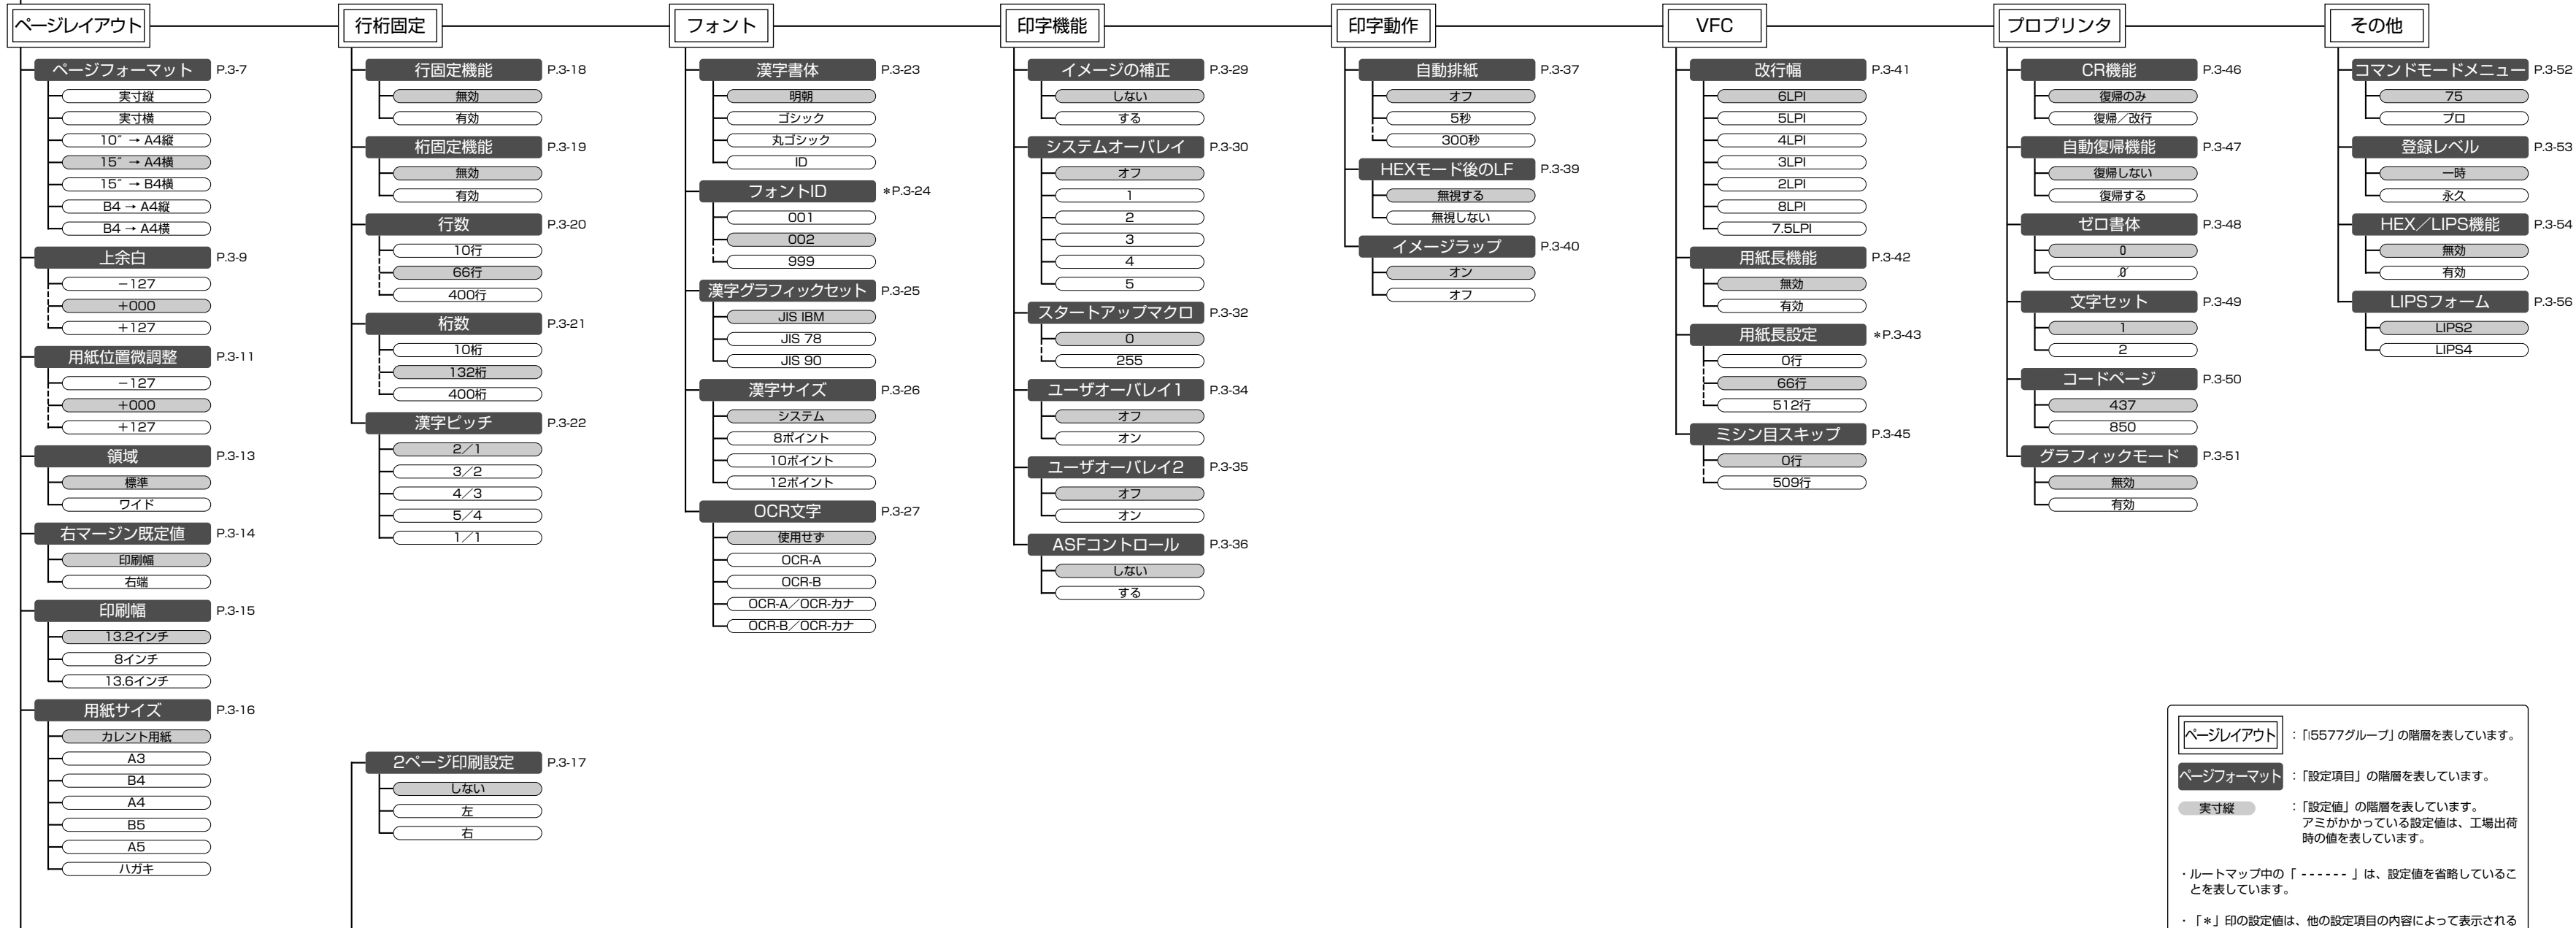 ページレイアウト
ページフォーマット P.3-7
実寸縦
実寸横
10″ → A4縦
15″ → A4横
15″ → B4横
B4 → A4縦
B4 → A4横
上余白 P.3-9
－127
＋000
＋127
用紙位置微調整 P.3-11
－127
＋000
＋127
領域 P.3-13
標準
ワイド
右マージン既定値 P.3-14
印刷幅
右端
印刷幅 P.3-15
13.2インチ
8インチ
13.6インチ
用紙サイズ P.3-16
カレント用紙
A3
B4
A4
B5
A5
ハガキ
行桁固定
行固定機能 P.3-18
無効
有効
桁固定機能 P.3-19
無効
有効
行数 P.3-20
10行
66行
400行
桁数 P.3-21
10桁
132桁
400桁
漢字ピッチ P.3-22
2／1
3／2
4／3
5／4
1／1
2ページ印刷設定 P.3-17
しない
左
右
フォント
漢字書体 P.3-23
明朝
ゴシック
丸ゴシック
ID
フォントID ＊P.3-24
001
002
999
漢字グラフィックセット P.3-25
JIS IBM
JIS 78
JIS 90
漢字サイズ P.3-26
システム
8ポイント
10ポイント
12ポイント
OCR文字 P.3-27
使用せず
OCR-A
OCR-B
OCR-A／OCR-カナ
OCR-B／OCR-カナ
印字機能
イメージの補正 P.3-29
しない
する
システムオーバレイ P.3-30
オフ
1
2
3
4
5
スタートアップマクロ P.3-32
0
255
ユーザオーバレイ1 P.3-34
オフ
オン
ユーザオーバレイ2 P.3-35
オフ
オン
ASFコントロール P.3-36
しない
する
印字動作
自動排紙 P.3-37
オフ
5秒
300秒
HEXモード後のLF P.3-39
無視する
無視しない
イメージラップ P.3-40
オン
オフ
VFC
改行幅 P.3-41
6LPI
5LPI
4LPI
3LPI
2LPI
8LPI
7.5LPI
用紙長機能 P.3-42
無効
有効
用紙長設定 ＊P.3-43
0行
66行
512行
ミシン目スキップ P.3-45
0行
509行
プロプリンタ
CR機能 P.3-46
復帰のみ
復帰／改行
自動復帰機能 P.3-47
復帰しない
復帰する
ゼロ書体 P.3-48
0
0̸
文字セット P.3-49
1
2
コードページ P.3-50
437
850
グラフィックモード P.3-51
無効
有効
その他
コマンドモードメニュー P.3-52
75
プロ
登録レベル P.3-53
一時
永久
HEX／LIPS機能 P.3-54
無効
有効
LIPSフォーム P.3-56
LIPS2
LIPS4
ページレイアウト ：「I5577グループ」の階層を表しています。
ページフォーマット ：「設定項目」の階層を表しています。
実寸縦 ：「設定値」の階層を表しています。
アミがかかっている設定値は、工場出荷
時の値を表しています。
・ルートマップ中の「 ------ 」は、設定値を省略しているこ
とを表しています。
・「＊」印の設定値は、他の設定項目の内容によって表示される